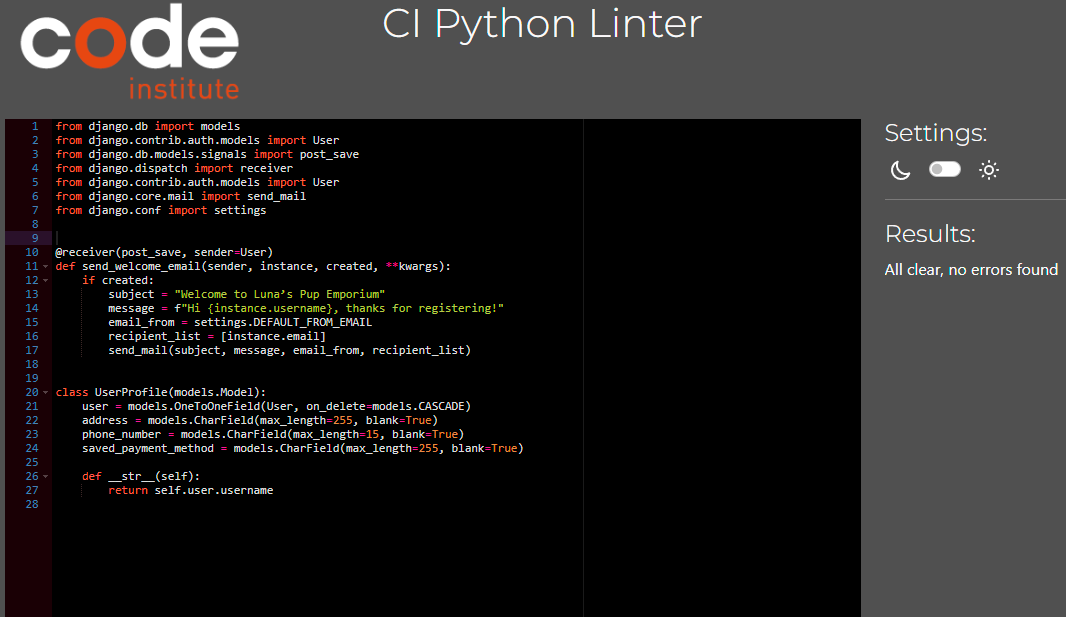 code
institute
CI Python Linter
1 from django.db import models
2 from django.contrib.auth.models import User
3 from django.db.models.signals import post_save
4 from django.dispatch import receiver
5 from django.contrib.auth.models import User
6 from django.core.mail import send_mail
7 from django.conf import settings
8
9
10 @receiver(post_save, sender=User)
11 def send_welcome_email(sender, instance, created, **kwargs):
12     if created:
13         subject = "Welcome to Luna’s Pup Emporium"
14         message = f"Hi {instance.username}, thanks for registering!"
15         email_from = settings.DEFAULT_FROM_EMAIL
16         recipient_list = [instance.email]
17         send_mail(subject, message, email_from, recipient_list)
18
19
20 class UserProfile(models.Model):
21     user = models.OneToOneField(User, on_delete=models.CASCADE)
22     address = models.CharField(max_length=255, blank=True)
23     phone_number = models.CharField(max_length=15, blank=True)
24     saved_payment_method = models.CharField(max_length=255, blank=True)
25
26     def __str__(self):
27         return self.user.username
28
Settings:
Results:
All clear, no errors found